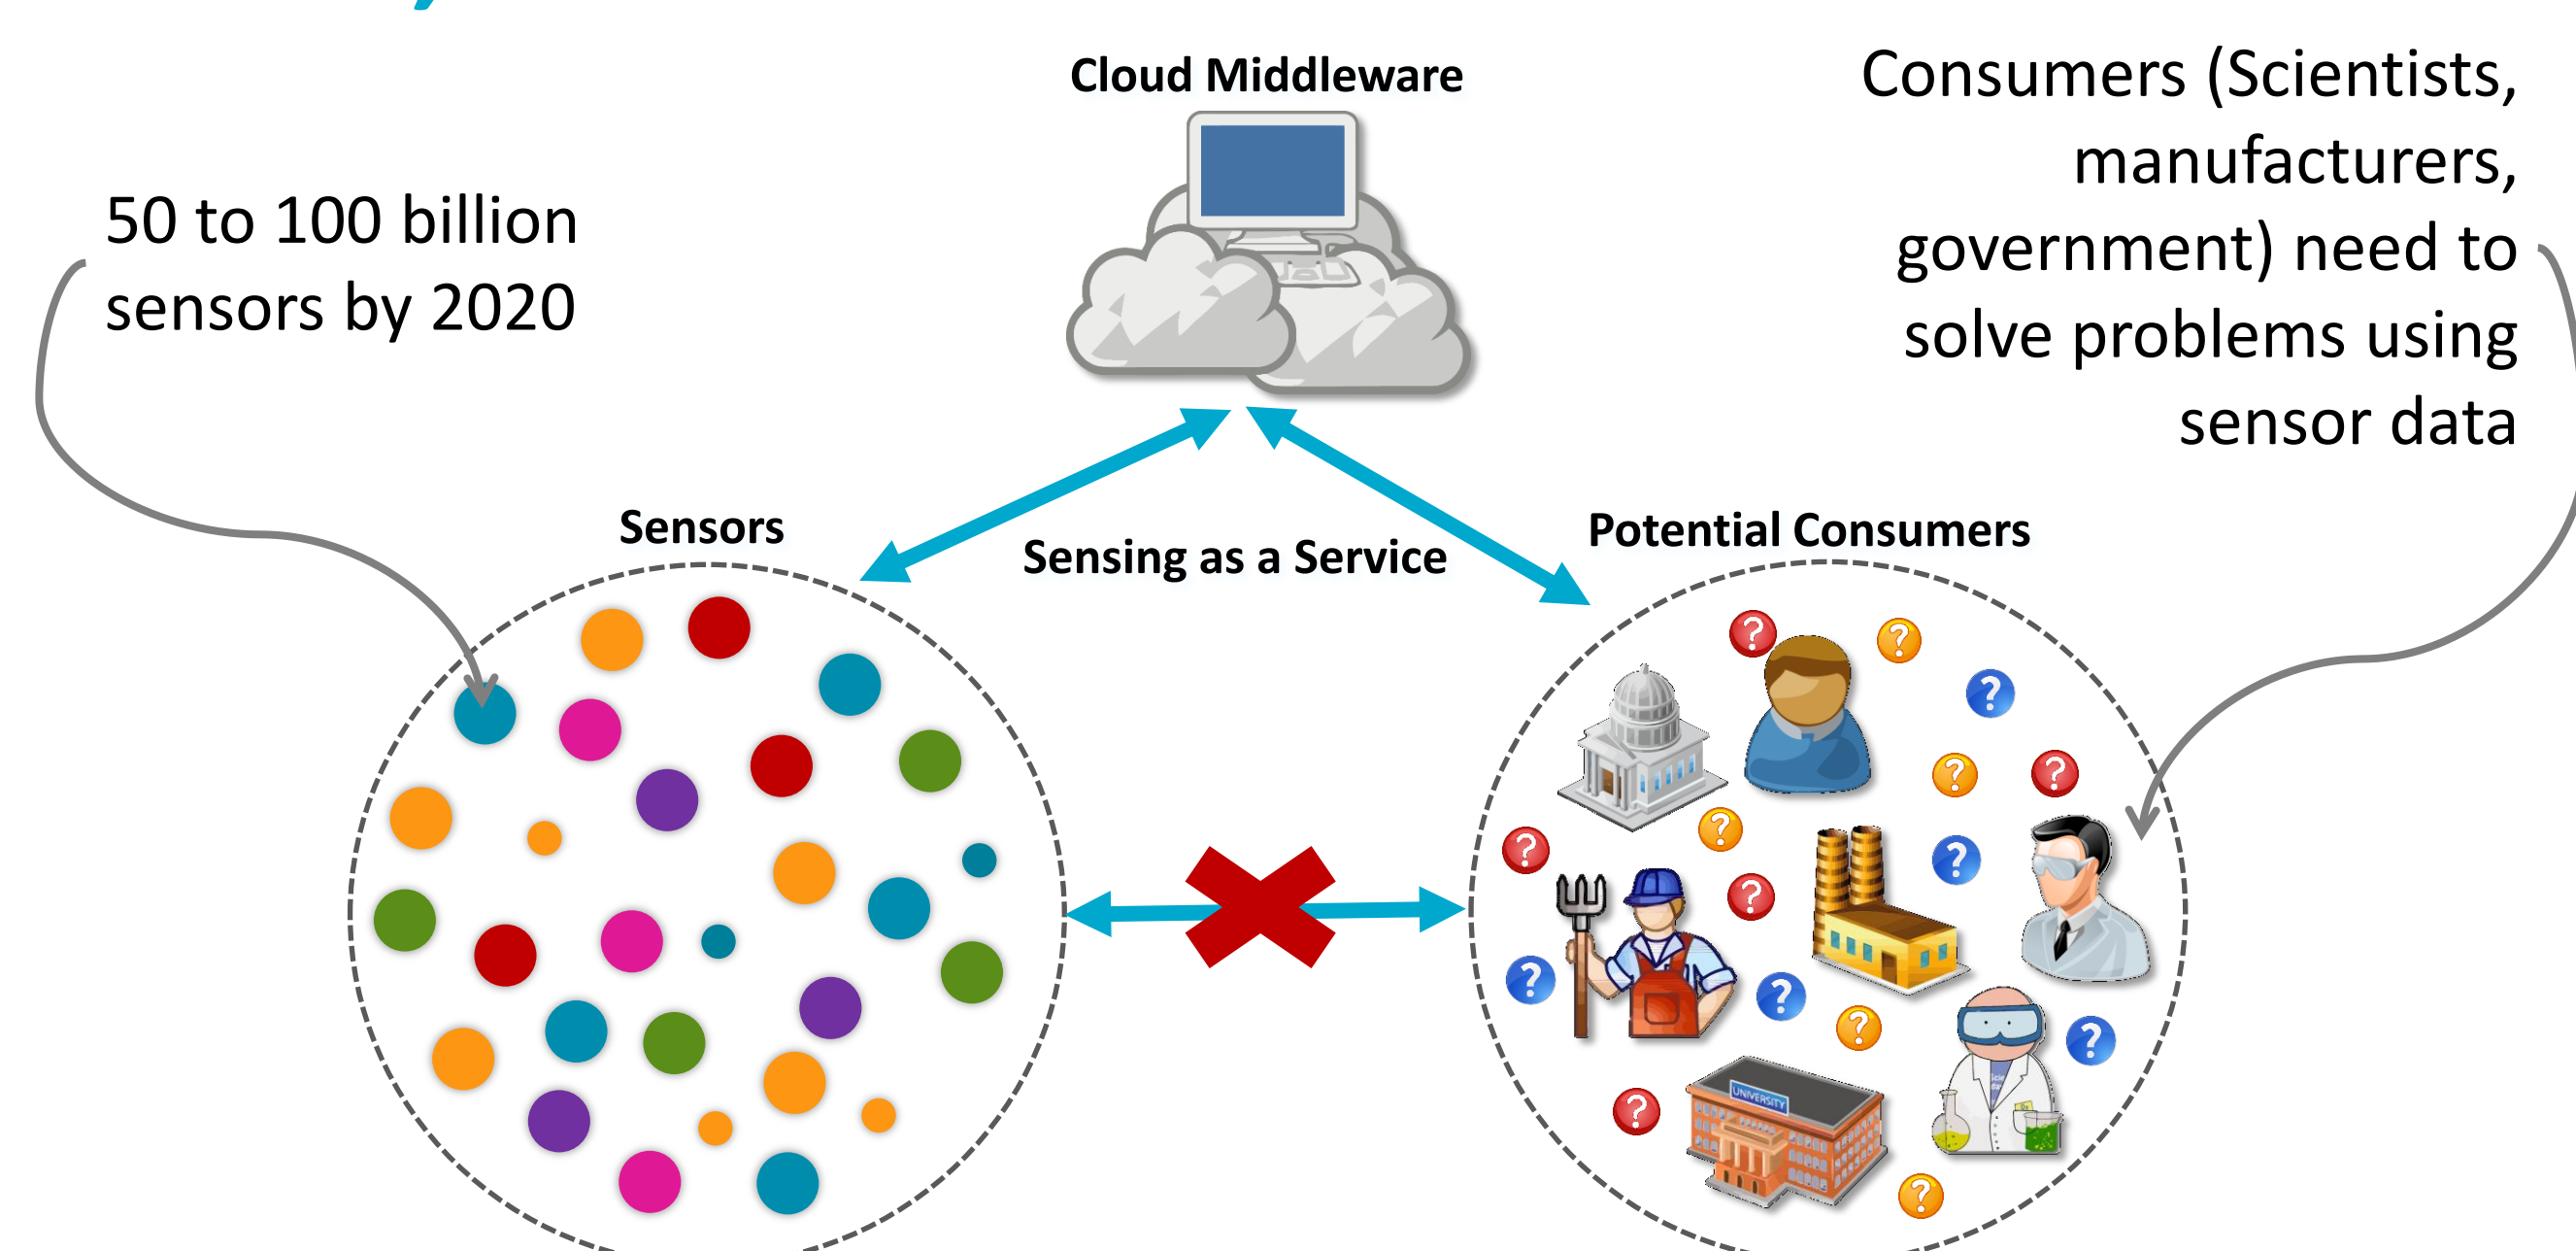 Cloud Middleware
50 to 100 billion
sensors by 2020
Consumers (Scientists,
manufacturers,
government) need to
solve problems using
sensor data
Sensors
Sensing as a Service
Potential Consumers
UNIVERSITY